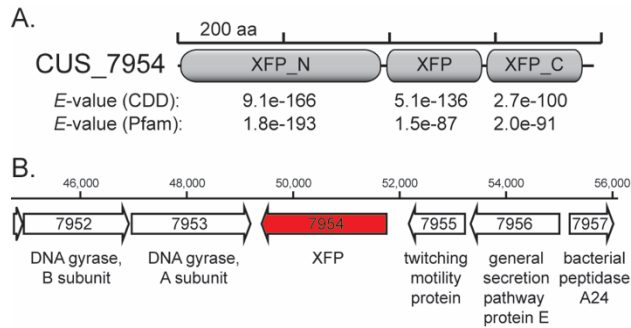 A.
200 aa
CUS_7954 XFP_N XFP XFP_C
E-value (CDD): 9.1e-166 5.1e-136 2.7e-100
E-value (Pfam): 1.8e-193 1.5e-87 2.0e-91
B.
46,000 48,000 50,000 52,000 54,000 56,000
7952 7953 7954 7955 7956 7957
DNA gyrase, DNA gyrase, XFP twitching general bacterial
B subunit A subunit motility secretion peptidase
protein pathway A24
protein E